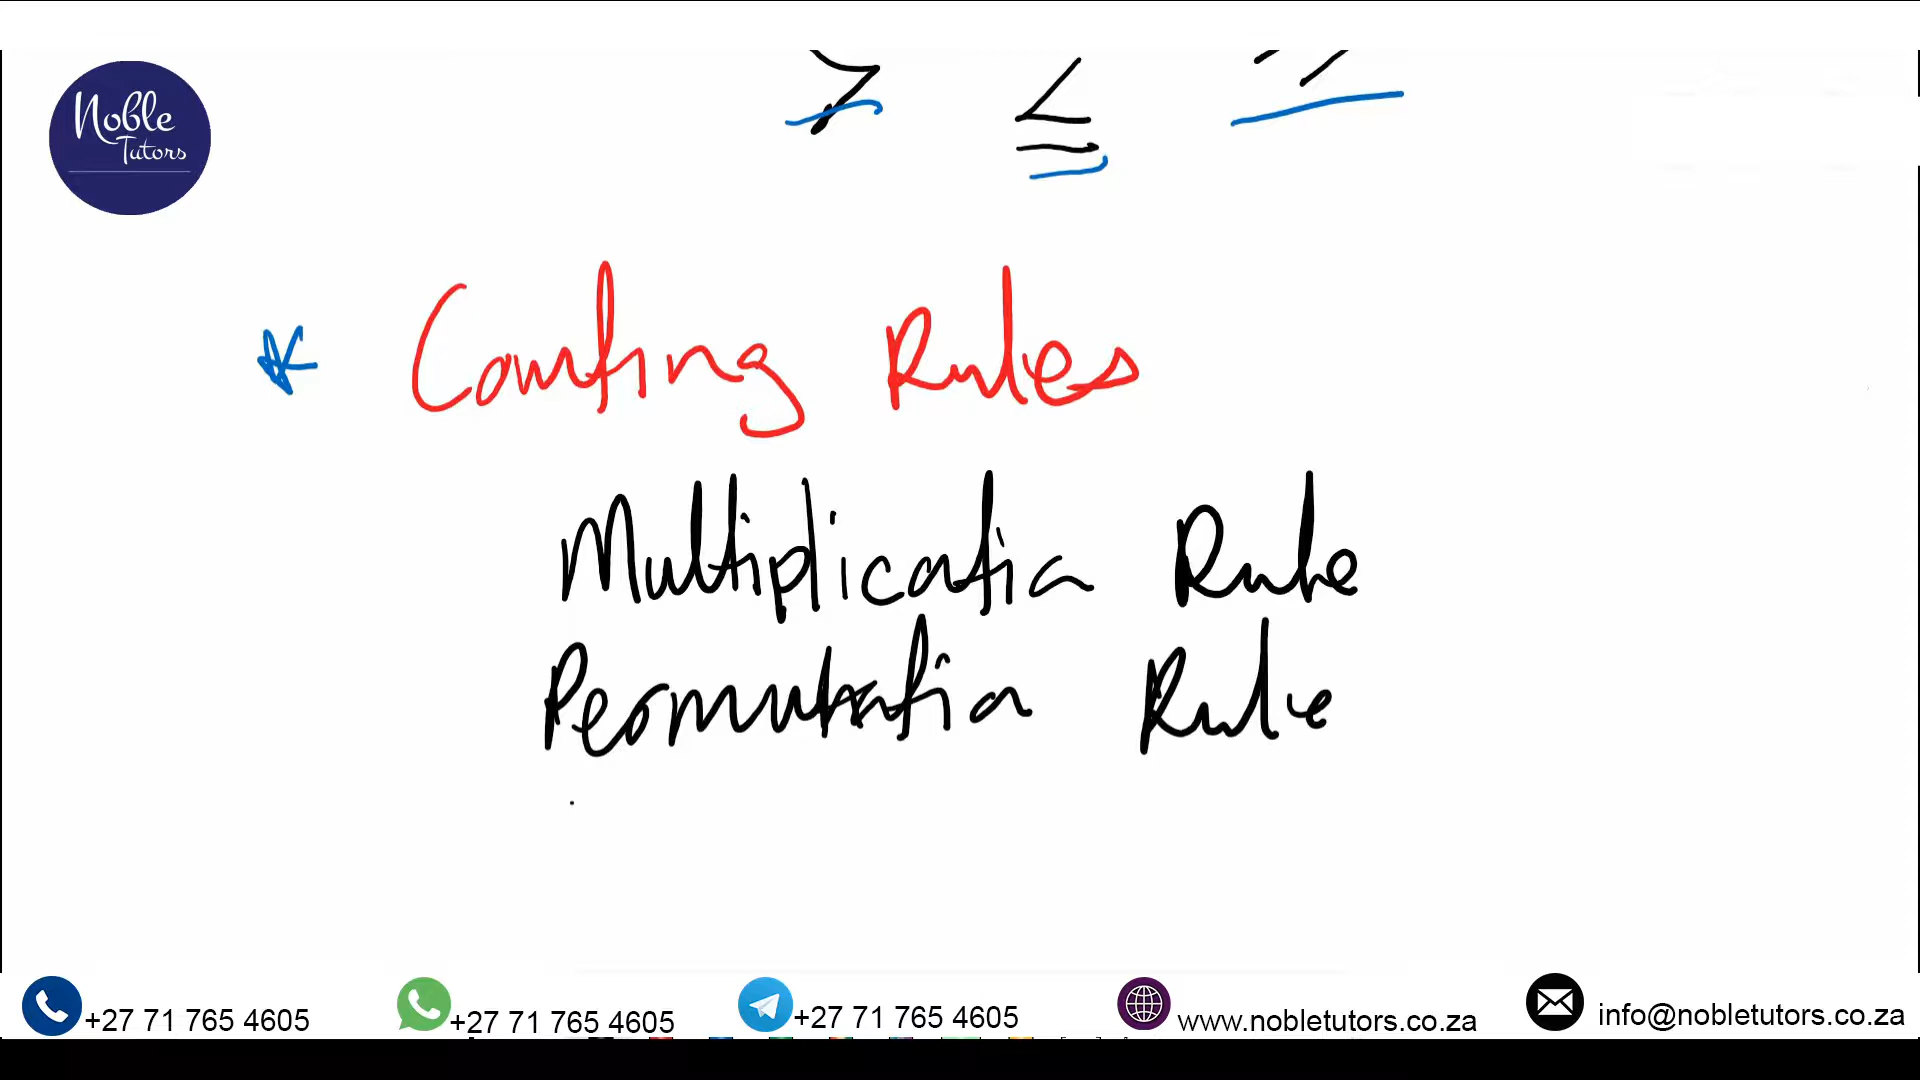 Noble
Tutors
* Counting Rules
Multiplication Rule
Permutation Rule
+27 71 765 4605
+27 71 765 4605
+27 71 765 4605
www.nobletutors.co.za
info@nobletutors.co.za